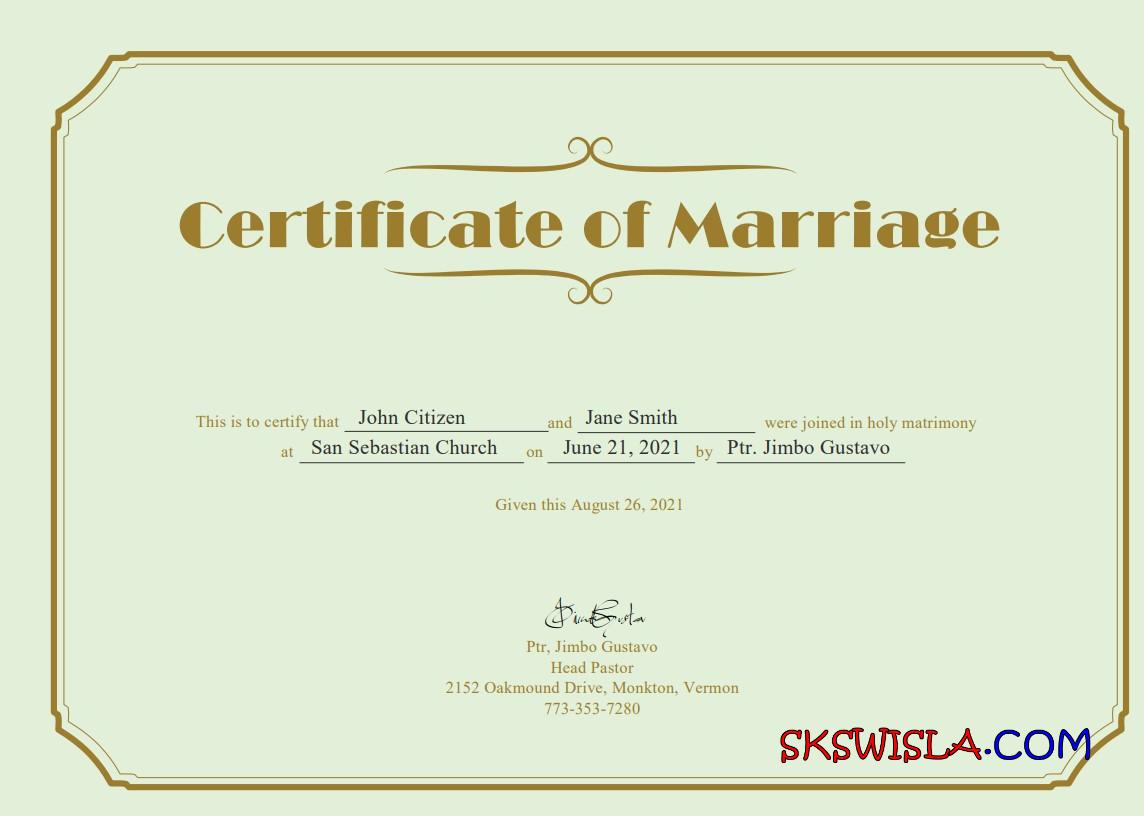 Certificate of Marriage
This is to certify that John Citizen and Jane Smith were joined in holy matrimony
at San Sebastian Church on June 21, 2021 by Ptr. Jimbo Gustavo
Given this August 26, 2021
Ptr, Jimbo Gustavo
Head Pastor
2152 Oakmound Drive, Monkton, Vermon
773-353-7280
SKSWISLA.COM